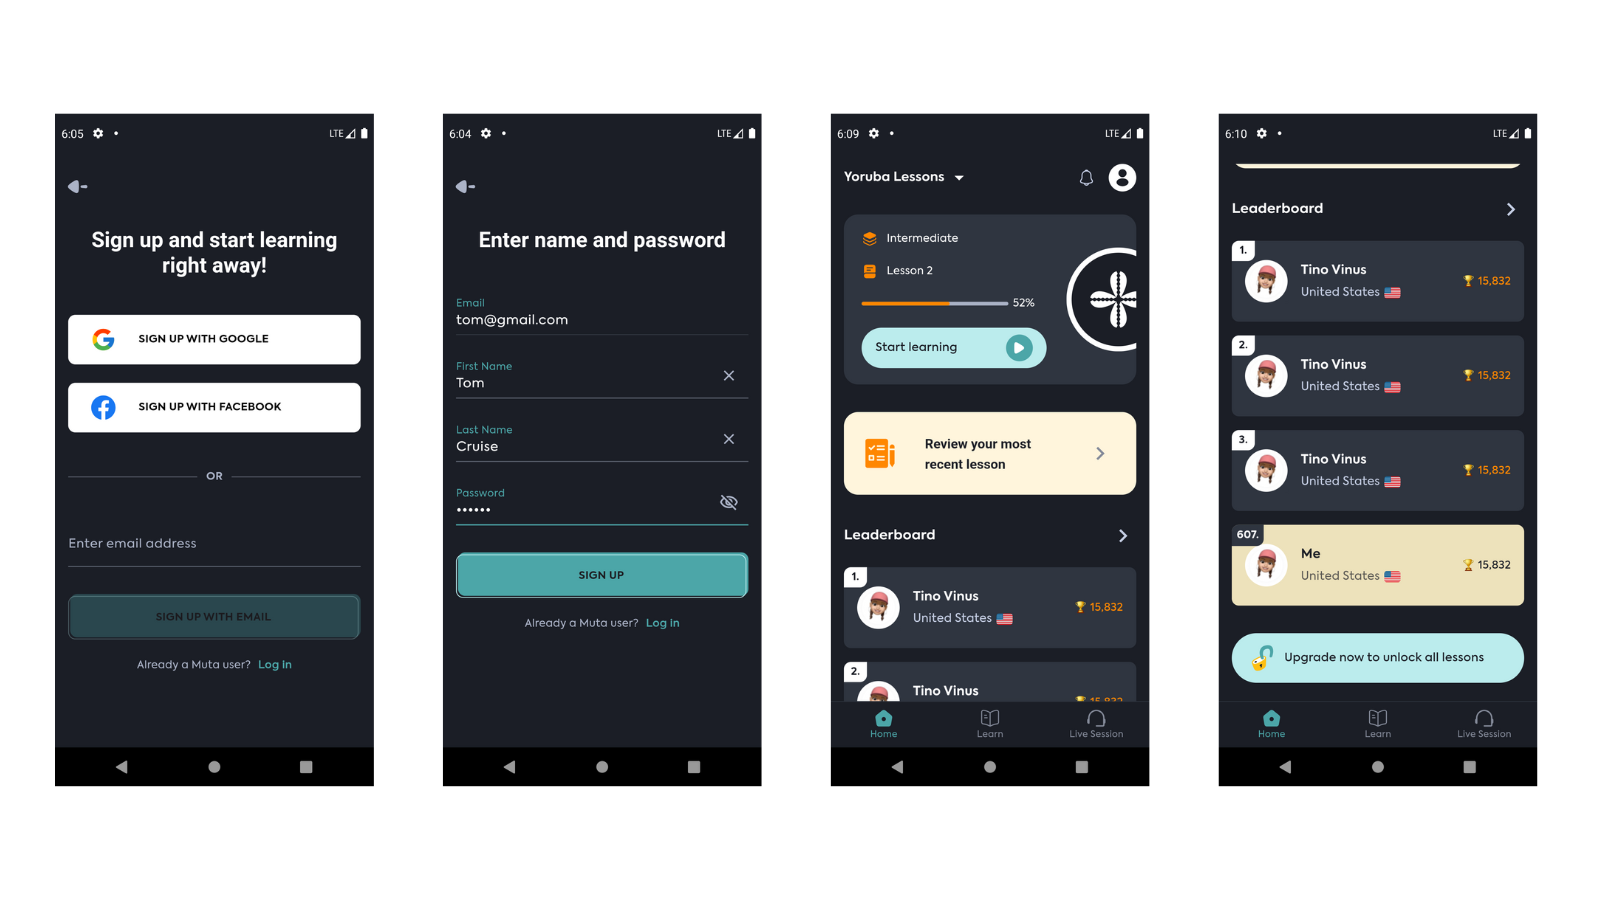 6:05
LTE
Sign up and start learning
right away!
SIGN UP WITH GOOGLE
SIGN UP WITH FACEBOOK
OR
Enter email address
SIGN UP WITH EMAIL
Already a Muta user? Log In
6:04
LTE
Enter name and password
Email
tom@gmail.com
First Name
Tom
Last Name
Cruise
Password
••••••
SIGN UP
Already a Muta user? Log in
6:09
LTE
Yoruba Lessons
Intermediate
Lesson 2
52%
Start learning
Review your most
recent lesson
Leaderboard
1.
Tino Vinus
United States
15,832
2.
Tino Vinus
15,832
Home
Learn
Live Session
6:10
LTE
Leaderboard
1.
Tino Vinus
United States
15,832
2.
Tino Vinus
United States
15,832
3.
Tino Vinus
United States
15,832
607.
Me
United States
15,832
Upgrade now to unlock all lessons
Home
Learn
Live Session